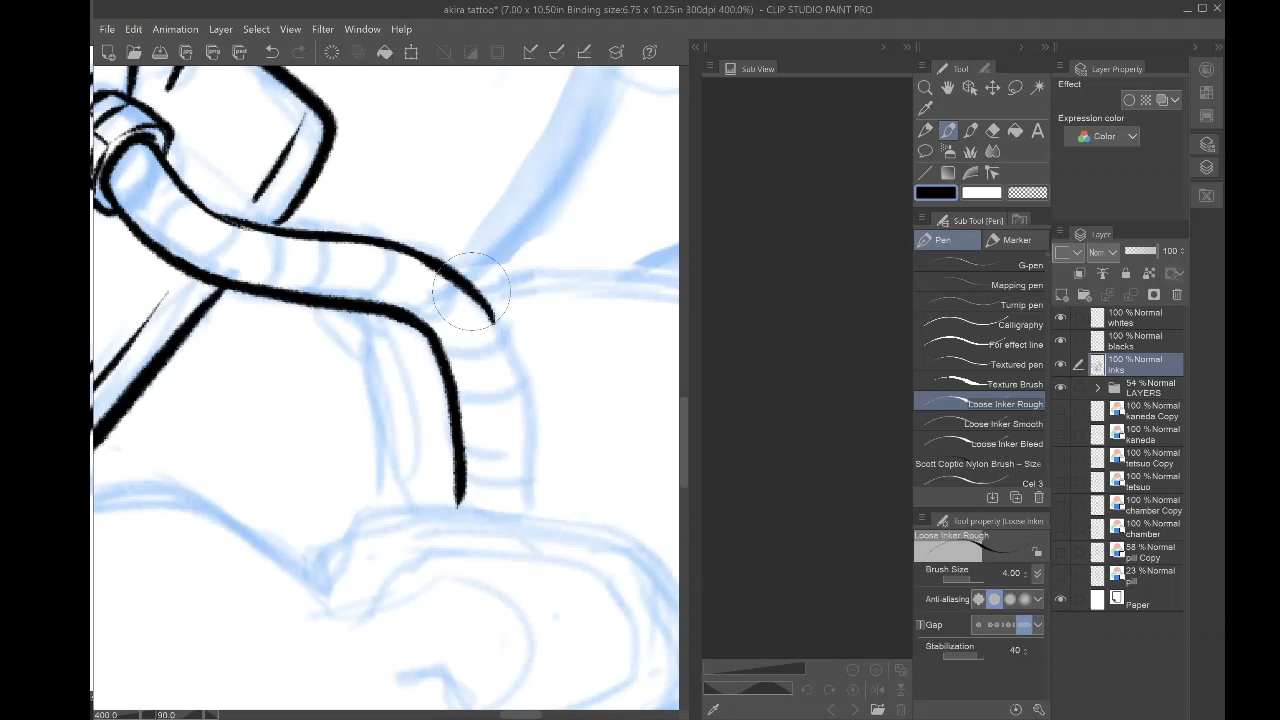 akira tattoo* (7.00 x 10.50in Binding size:6.75 x 10.25in 300dpi 400.0%) - CLIP STUDIO PAINT PRO
File Edit Animation Layer Select View Filter Window Help
Sub View
Tool
Layer Property
Effect
Expression color
Color
Sub Tool [Pen]
Pen
Marker
G-pen
Mapping pen
Turnip pen
Calligraphy
For effect line
Textured pen
Texture Brush
Loose Inker Rough
Loose Inker Smooth
Loose Inker Bleed
Scott Coptic Nylon Brush – Size
Cel 3
Tool property [Loose Inker
Loose Inker Rough
Brush Size 4.00
Anti-aliasing
Gap
Stabilization 40
Layer
Norm 100
100 %Normal
whites
100 %Normal
blacks
100 %Normal
inks
54 %Normal
LAYERS
100 %Normal
kaneda Copy
100 %Normal
kaneda
100 %Normal
tetsuo Copy
100 %Normal
tetsuo
100 %Normal
chamber Copy
100 %Normal
chamber
58 %Normal
pill Copy
23 %Normal
pill
Paper
400.0 90.0